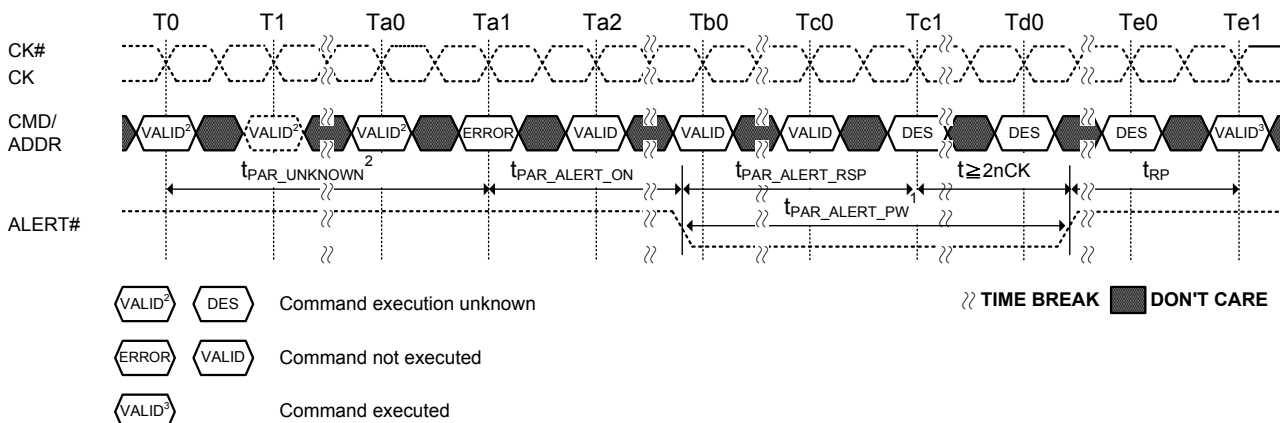 T0 T1 Ta0 Ta1 Ta2 Tb0 Tc0 Tc1 Td0 Te0 Te1
CK#
CK
CMD/
ADDR
VALID² VALID² VALID² ERROR VALID VALID VALID DES DES DES VALID³
tPAR_UNKNOWN² tPAR_ALERT_ON tPAR_ALERT_RSP t≧2nCK tRP
tPAR_ALERT_PW¹
ALERT#
VALID² DES Command execution unknown
TIME BREAK DON'T CARE
ERROR VALID Command not executed
VALID³ Command executed